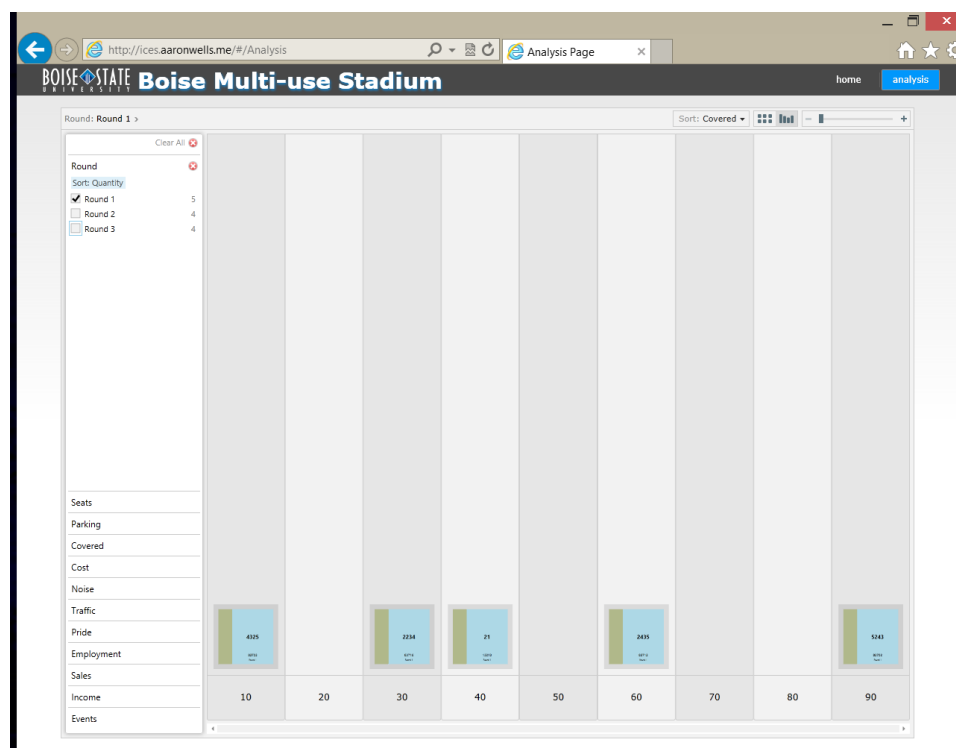 http://ices.aaronwells.me/#/Analysis
Analysis Page
BOISE STATE
UNIVERSITY
Boise Multi-use Stadium
home
analysis
Round: Round 1 >
Sort: Covered
Clear All
Round
Sort: Quantity
Round 1 5
Round 2 4
Round 3 4
Seats
Parking
Covered
Cost
Noise
Traffic
Pride
Employment
Sales
Income
Events
4325
2234
21
2435
5243
10 20 30 40 50 60 70 80 90